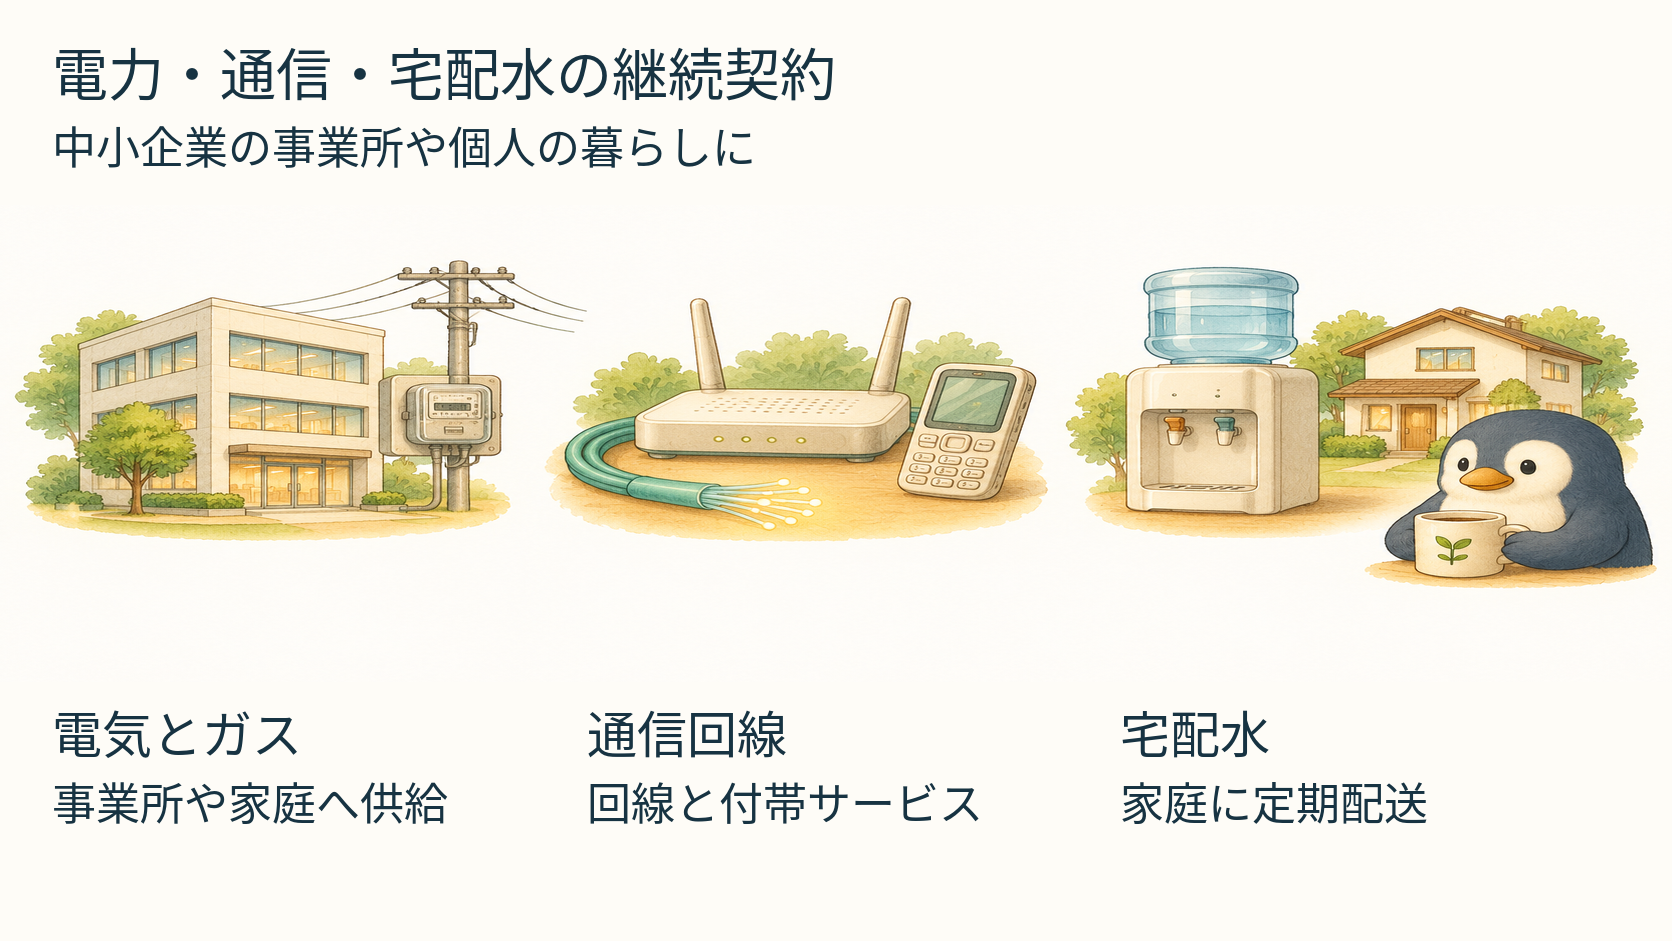 電力・通信・宅配水の継続契約
中小企業の事業所や個人の暮らしに
電気とガス
事業所や家庭へ供給
通信回線
回線と付帯サービス
宅配水
家庭に定期配送